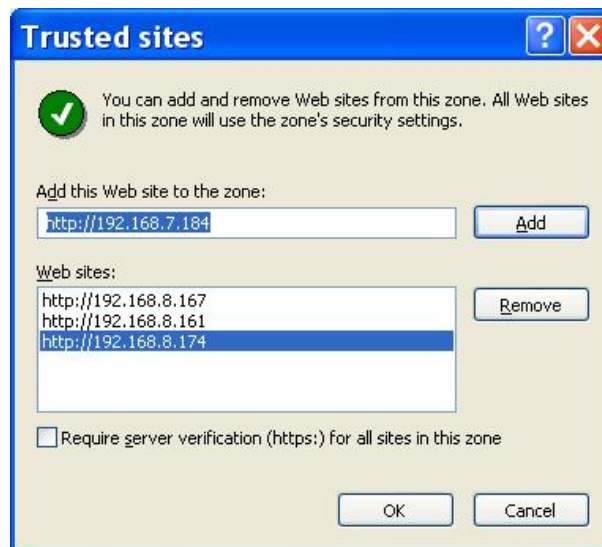 Trusted sites
You can add and remove Web sites from this zone. All Web sites
in this zone will use the zone's security settings.
Add this Web site to the zone:
http://192.168.7.184
Add
Web sites:
http://192.168.8.167
http://192.168.8.161
http://192.168.8.174
Remove
Require server verification (https:) for all sites in this zone
OK
Cancel